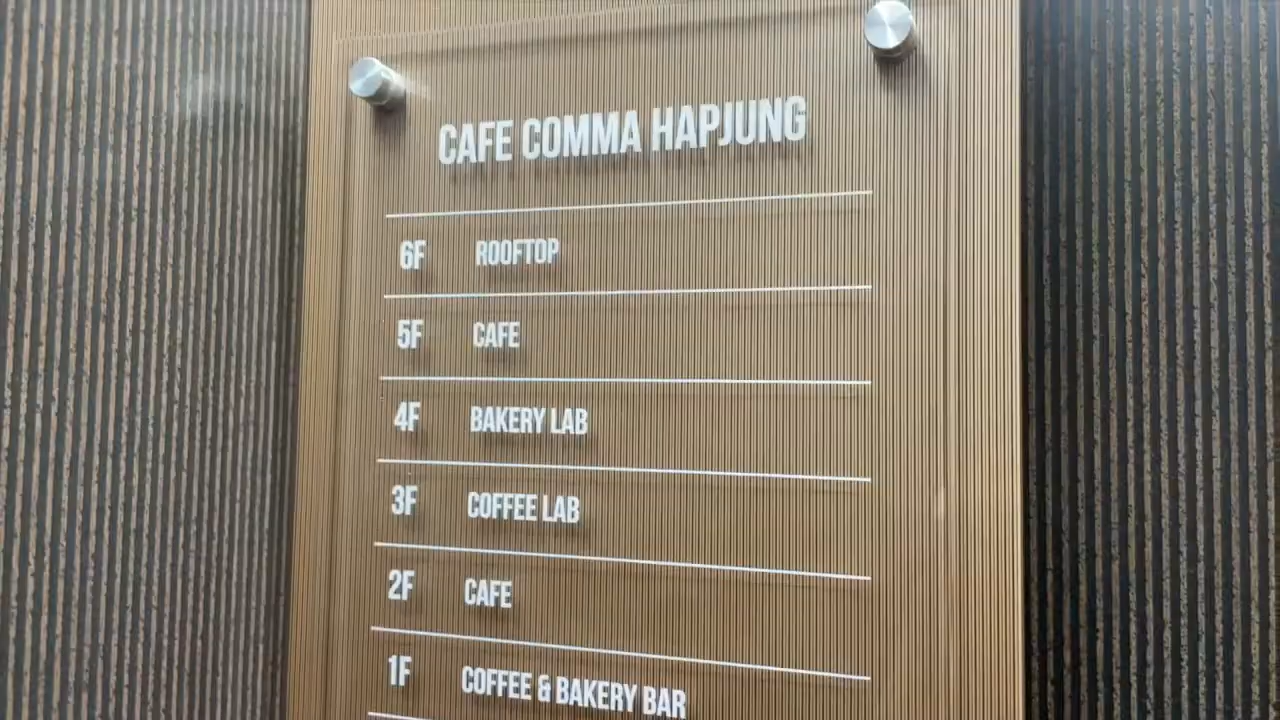 CAFE COMMA HAPJUNG
6F ROOFTOP
5F CAFE
4F BAKERY LAB
3F COFFEE LAB
2F CAFE
1F COFFEE & BAKERY BAR